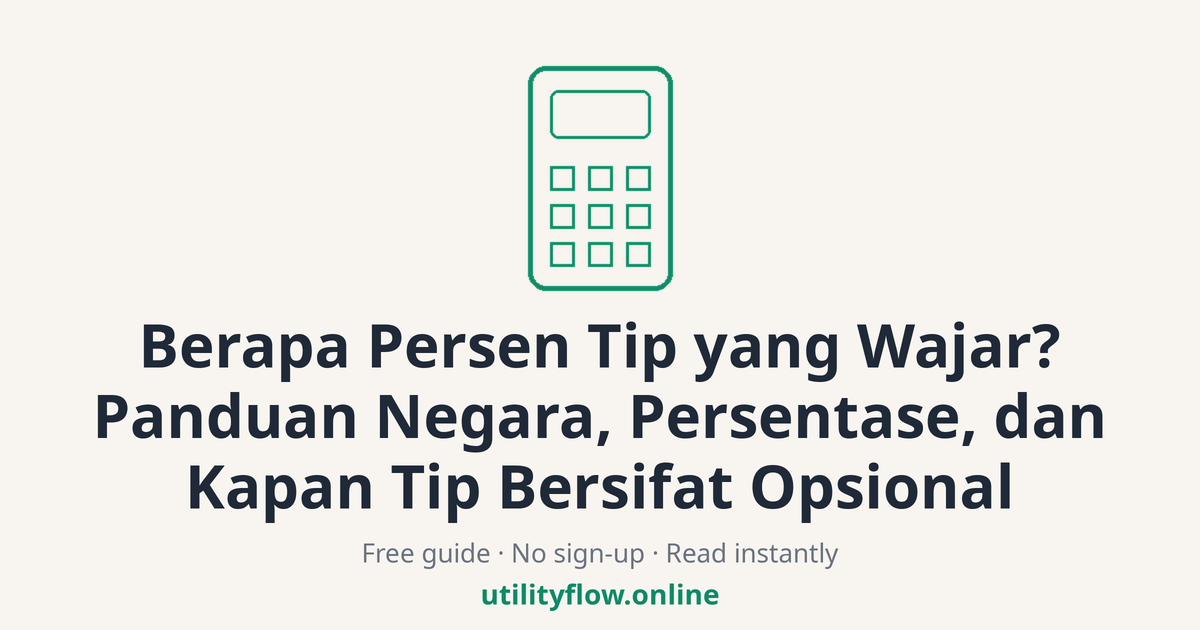 Berapa Persen Tip yang Wajar?
Panduan Negara, Persentase, dan
Kapan Tip Bersifat Opsional
Free guide · No sign-up · Read instantly
utilityflow.online